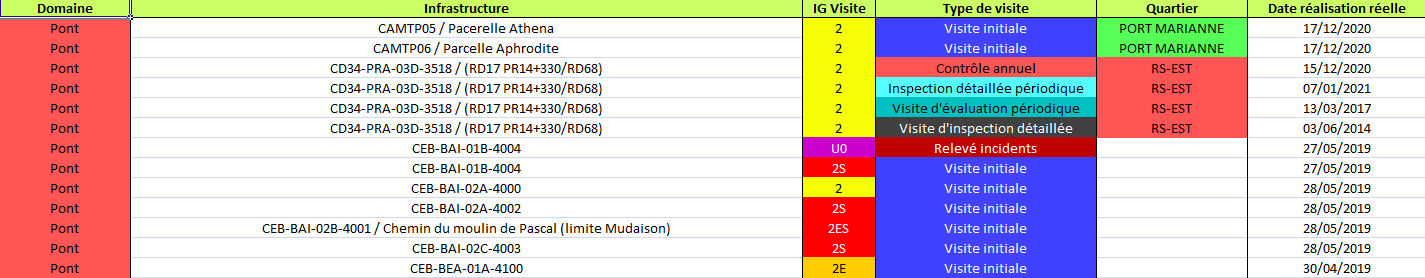 Domaine Infrastructure IG Visite Type de visite Quartier Date réalisation réelle
Pont CAMTP05 / Pacerelle Athena 2 Visite initiale PORT MARIANNE 17/12/2020
Pont CAMTP06 / Parcelle Aphrodite 2 Visite initiale PORT MARIANNE 17/12/2020
Pont CD34-PRA-03D-3518 / (RD17 PR14+330/RD68) 2 Contrôle annuel RS-EST 15/12/2020
Pont CD34-PRA-03D-3518 / (RD17 PR14+330/RD68) 2 Inspection détaillée périodique RS-EST 07/01/2021
Pont CD34-PRA-03D-3518 / (RD17 PR14+330/RD68) 2 Visite d'évaluation périodique RS-EST 13/03/2017
Pont CD34-PRA-03D-3518 / (RD17 PR14+330/RD68) 2 Visite d'inspection détaillée RS-EST 03/06/2014
Pont CEB-BAI-01B-4004 U0 Relevé incidents 27/05/2019
Pont CEB-BAI-01B-4004 2S Visite initiale 27/05/2019
Pont CEB-BAI-02A-4000 2 Visite initiale 28/05/2019
Pont CEB-BAI-02A-4002 2S Visite initiale 28/05/2019
Pont CEB-BAI-02B-4001 / Chemin du moulin de Pascal (limite Mudaison) 2ES Visite initiale 28/05/2019
Pont CEB-BAI-02C-4003 2S Visite initiale 28/05/2019
Pont CEB-BEA-01A-4100 2E Visite initiale 30/04/2019